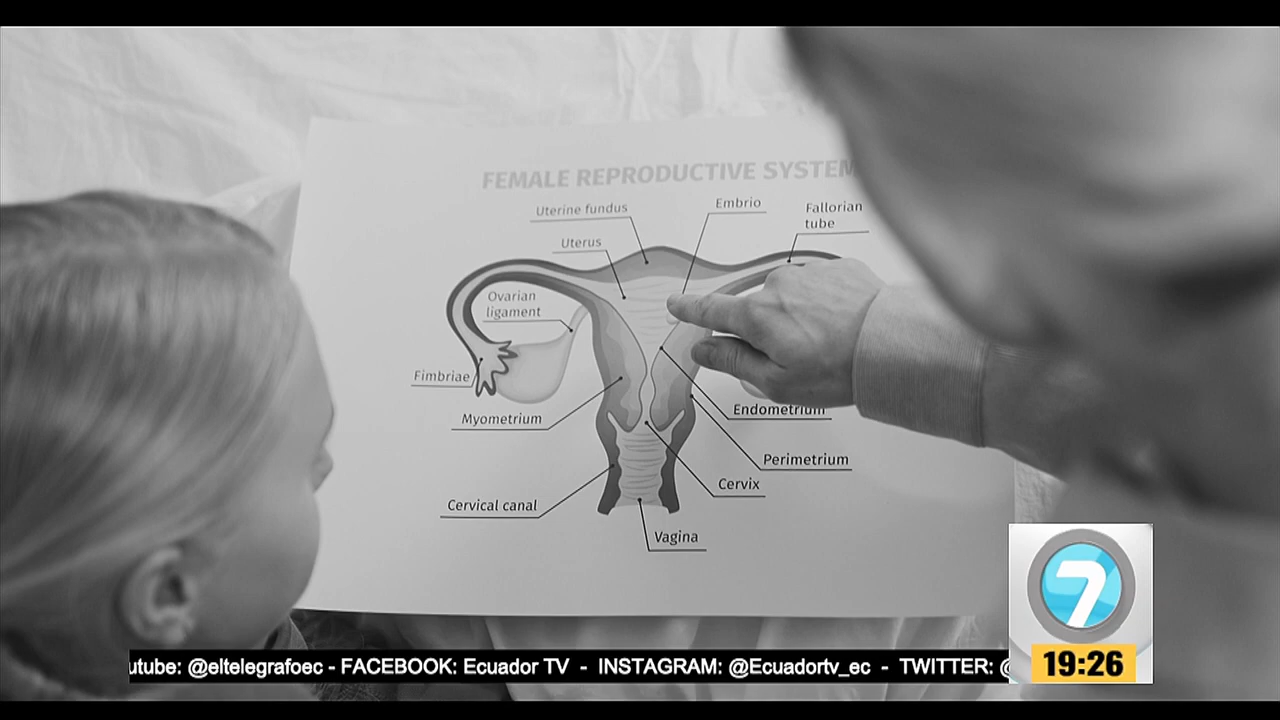 FEMALE REPRODUCTIVE SYSTEM
Uterine fundus
Embrio
Fallorian
tube
Uterus
Ovarian
ligament
Fimbriae
Myometrium
Endometrium
Perimetrium
Cervix
Cervical canal
Vagina
7
utube: @eltelegrafoec - FACEBOOK: Ecuador TV - INSTAGRAM: @Ecuadortv_ec - TWITTER: @
19:26